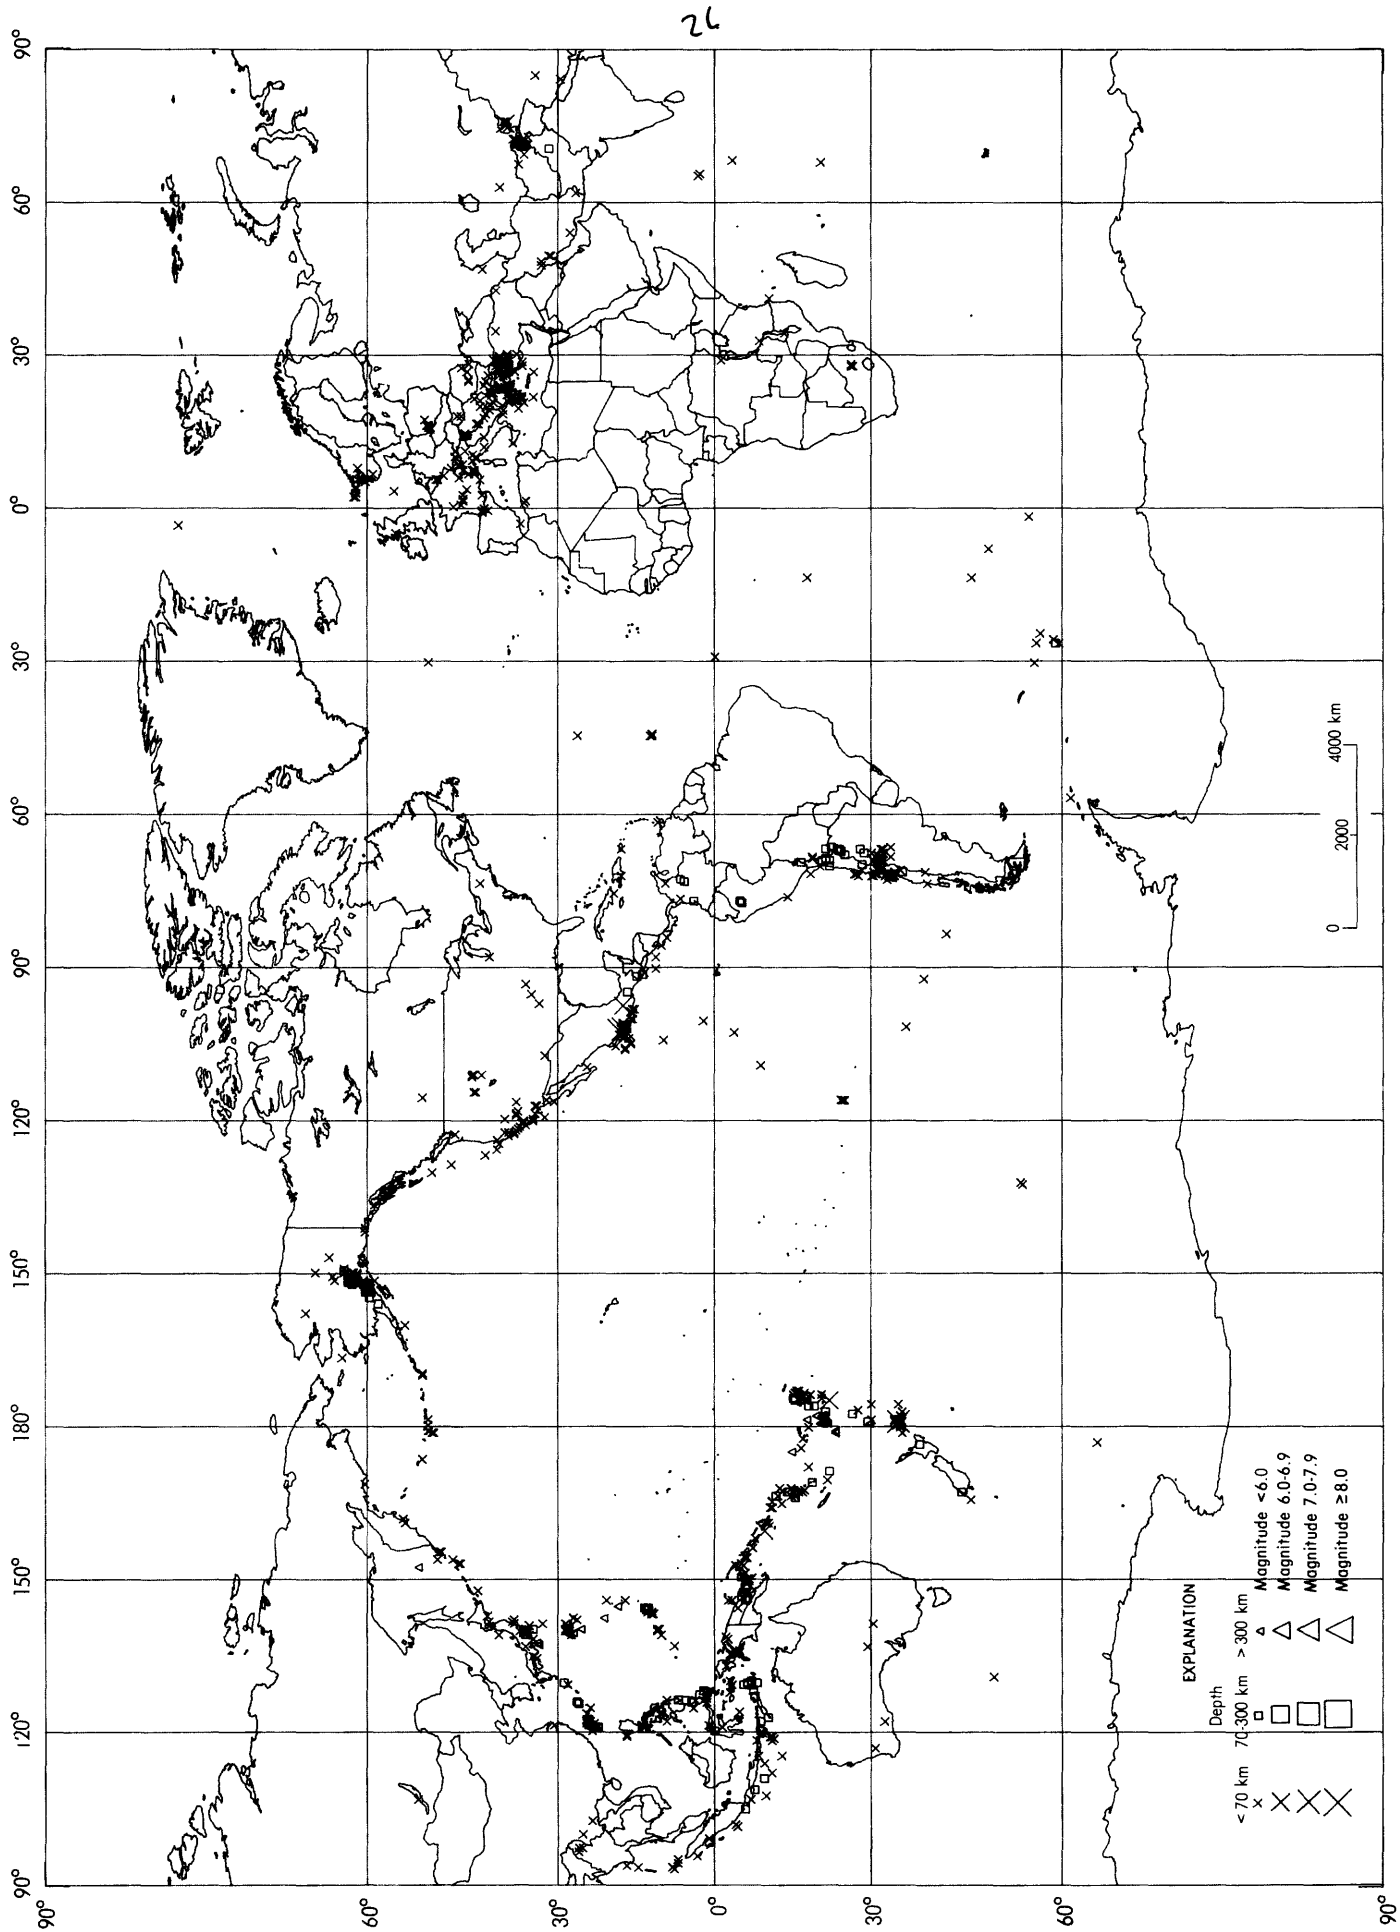 26
90° 120° 150° 180° 150° 120° 90° 60° 30° 0° 30° 60° 90°
90°
60°
30°
0°
30°
60°
90°
EXPLANATION
Depth
<70 km 70-300 km >300 km
Magnitude <6.0
Magnitude 6.0-6.9
Magnitude 7.0-7.9
Magnitude ≥8.0
0 2000 4000 km